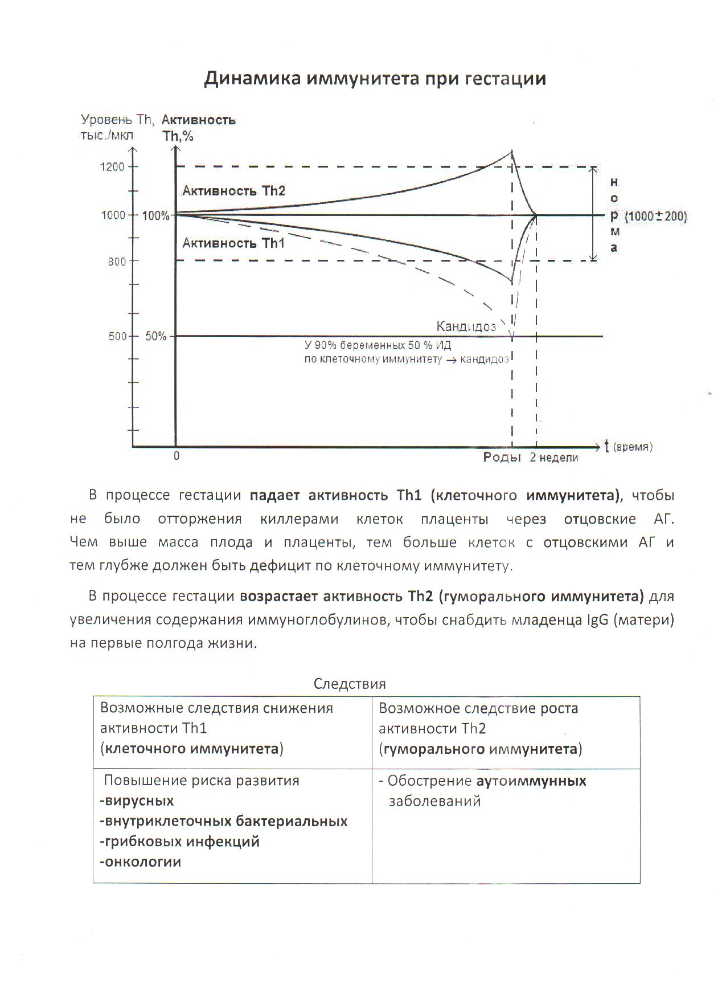 Динамика иммунитета при гестации
Уровень Th, Активность
тыс./мкл Th,%
1200
Активность Th2
н
о
1000 100% р (1000±200)
м
Активность Th1
а
800
Кандидоз
500 50%
У 90% беременных 50 % ИД
по клеточному иммунитету → кандидоз
t (время)
0 Роды 2 недели
В процессе гестации падает активность Th1 (клеточного иммунитета), чтобы
не было отторжения киллерами клеток плаценты через отцовские АГ.
Чем выше масса плода и плаценты, тем больше клеток с отцовскими АГ и
тем глубже должен быть дефицит по клеточному иммунитету.
В процессе гестации возрастает активность Th2 (гуморального иммунитета) для
увеличения содержания иммуноглобулинов, чтобы снабдить младенца IgG (матери)
на первые полгода жизни.
Следствия
Возможные следствия снижения
активности Th1
(клеточного иммунитета)
Возможное следствие роста
активности Th2
(гуморального иммунитета)
Повышение риска развития
-вирусных
-внутриклеточных бактериальных
-грибковых инфекций
-онкологии
- Обострение аутоиммунных
заболеваний